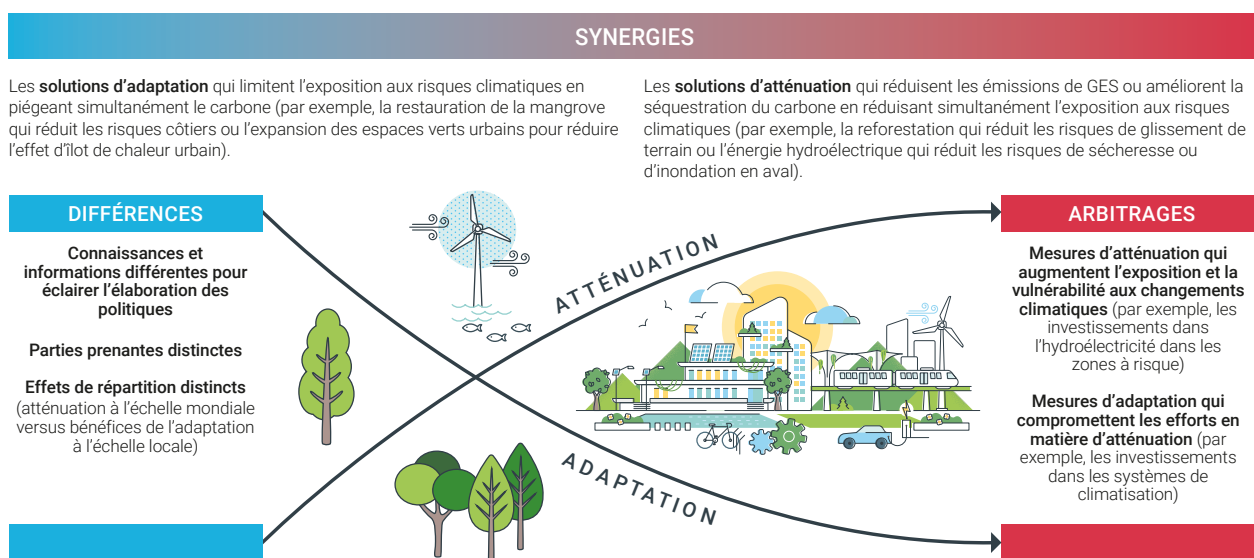 SYNERGIES
Les solutions d’adaptation qui limitent l’exposition aux risques climatiques en
piégeant simultanément le carbone (par exemple, la restauration de la mangrove
qui réduit les risques côtiers ou l’expansion des espaces verts urbains pour réduire
l’effet d’îlot de chaleur urbain).
Les solutions d’atténuation qui réduisent les émissions de GES ou améliorent la
séquestration du carbone en réduisant simultanément l’exposition aux risques
climatiques (par exemple, la reforestation qui réduit les risques de glissement de
terrain ou l’énergie hydroélectrique qui réduit les risques de sécheresse ou
d’inondation en aval).
DIFFÉRENCES
Connaissances et
informations différentes pour
éclairer l’élaboration des
politiques
Parties prenantes distinctes
Effets de répartition distincts
(atténuation à l’échelle mondiale
versus bénéfices de l’adaptation
à l’échelle locale)
ATTÉNUATION
ADAPTATION
ARBITRAGES
Mesures d’atténuation qui
augmentent l’exposition et la
vulnérabilité aux changements
climatiques (par exemple, les
investissements dans
l’hydroélectricité dans les
zones à risque)
Mesures d’adaptation qui
compromettent les efforts en
matière d’atténuation (par
exemple, les investissements
dans les systèmes de
climatisation)